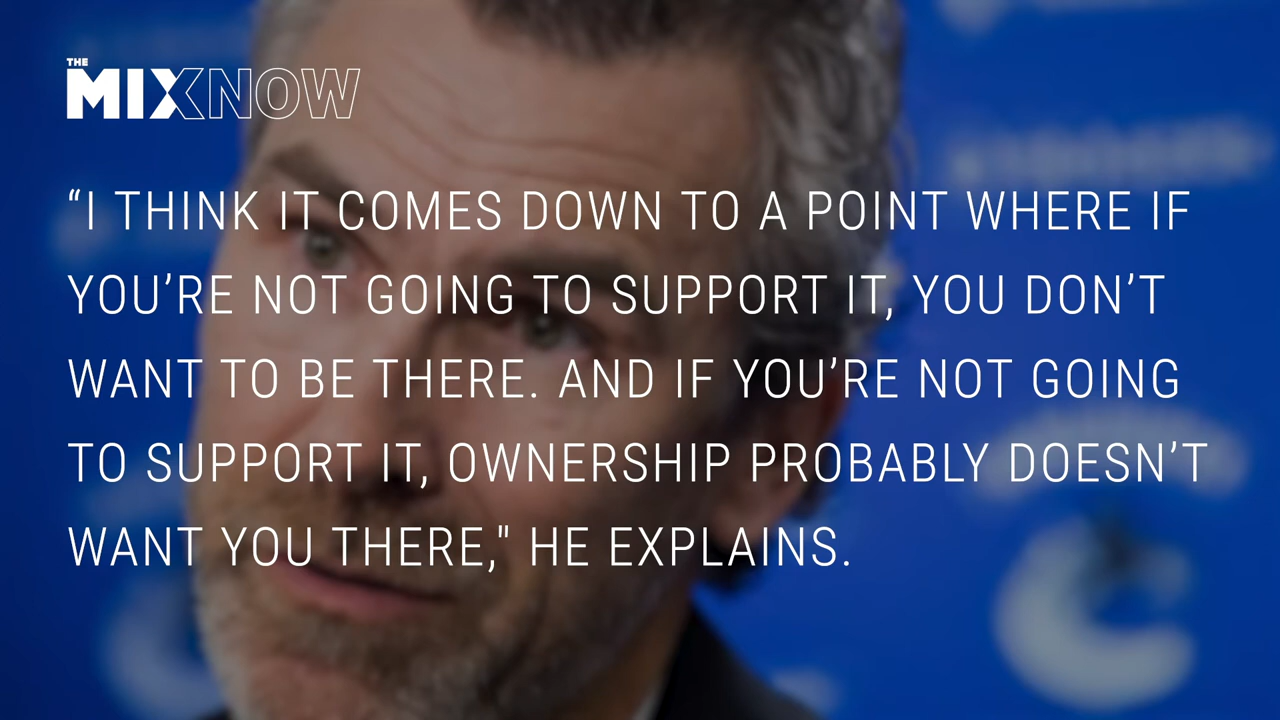 THE
MIXNOW
“I THINK IT COMES DOWN TO A POINT WHERE IF
YOU’RE NOT GOING TO SUPPORT IT, YOU DON’T
WANT TO BE THERE. AND IF YOU’RE NOT GOING
TO SUPPORT IT, OWNERSHIP PROBABLY DOESN’T
WANT YOU THERE," HE EXPLAINS.